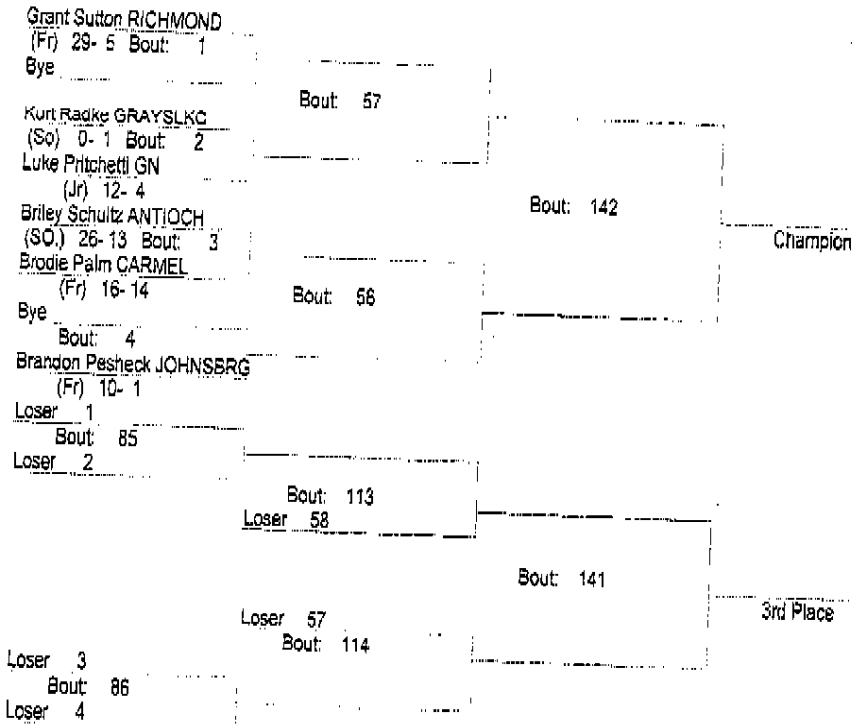 Grant Sutton RICHMOND
(Fr) 29- 5 Bout: 1
Bye
Bout: 57
Kurt Radke GRAYSLKC
(So) 0- 1 Bout: 2
Luke Pritchettl GN
(Jr) 12- 4
Bout: 142
Briley Schultz ANTIOCH
(SO.) 26-13 Bout: 3
Champion
Brodie Palm CARMEL
(Fr) 16- 14
Bout: 58
Bye
Bout: 4
Brandon Pesheck JOHNSBRG
(Fr) 10- 1
Loser 1
Bout: 85
Loser 2
Bout: 113
Loser 58
Bout: 141
3rd Place
Loser 57
Bout: 114
Loser 3
Bout: 86
Loser 4